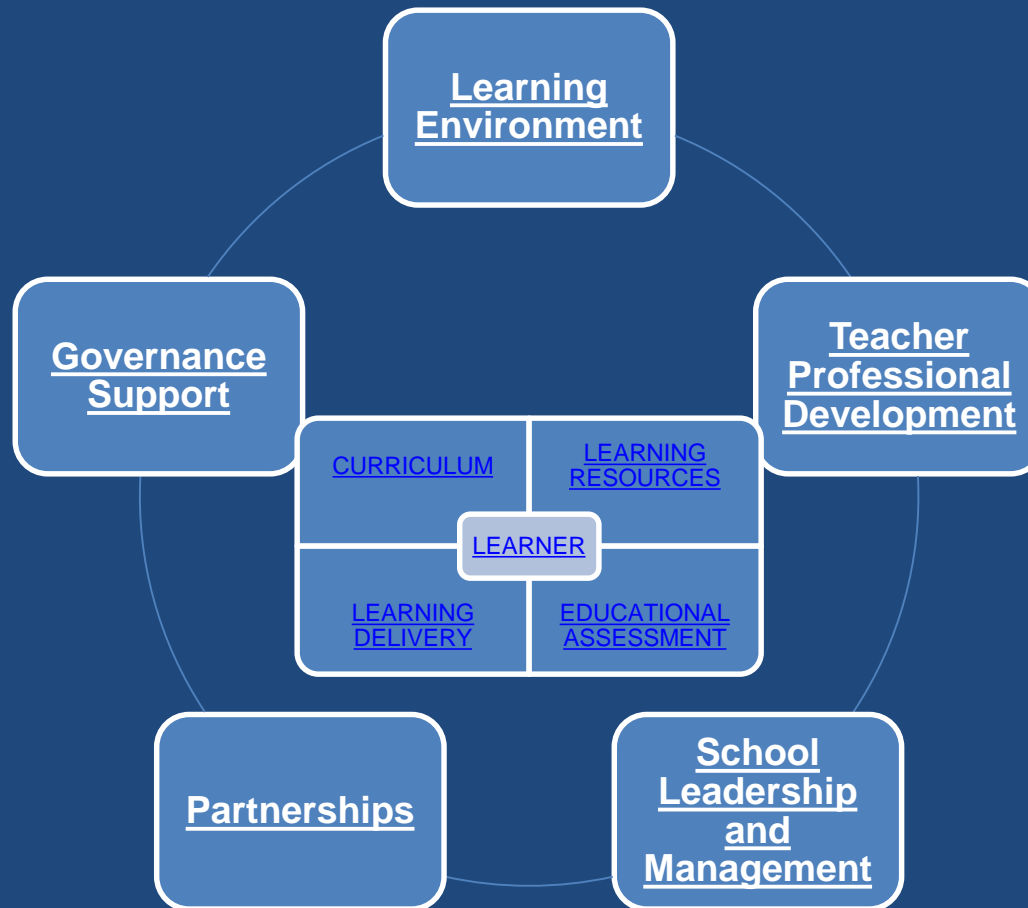 Learning
Environment
Governance
Support
Teacher
Professional
Development
CURRICULUM
LEARNING
RESOURCES
LEARNER
LEARNING
DELIVERY
EDUCATIONAL
ASSESSMENT
Partnerships
School
Leadership
and
Management